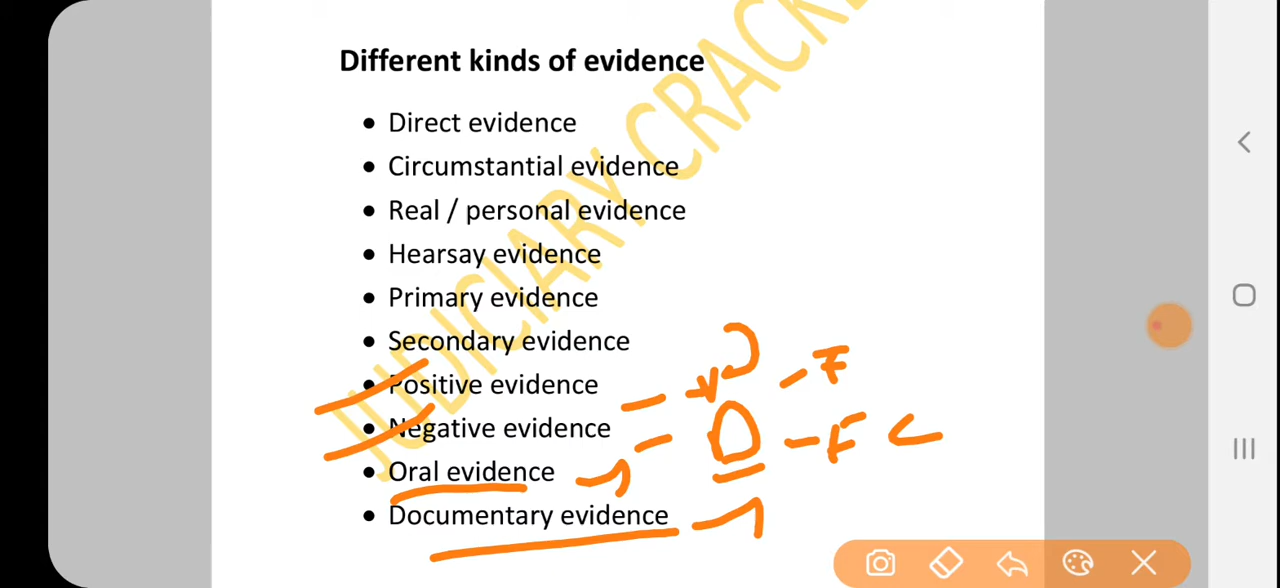 Different kinds of evidence
• Direct evidence
• Circumstantial evidence
• Real / personal evidence
• Hearsay evidence
• Primary evidence
• Secondary evidence
• Positive evidence
• Negative evidence
• Oral evidence
• Documentary evidence
JUDICIARY CRACKE